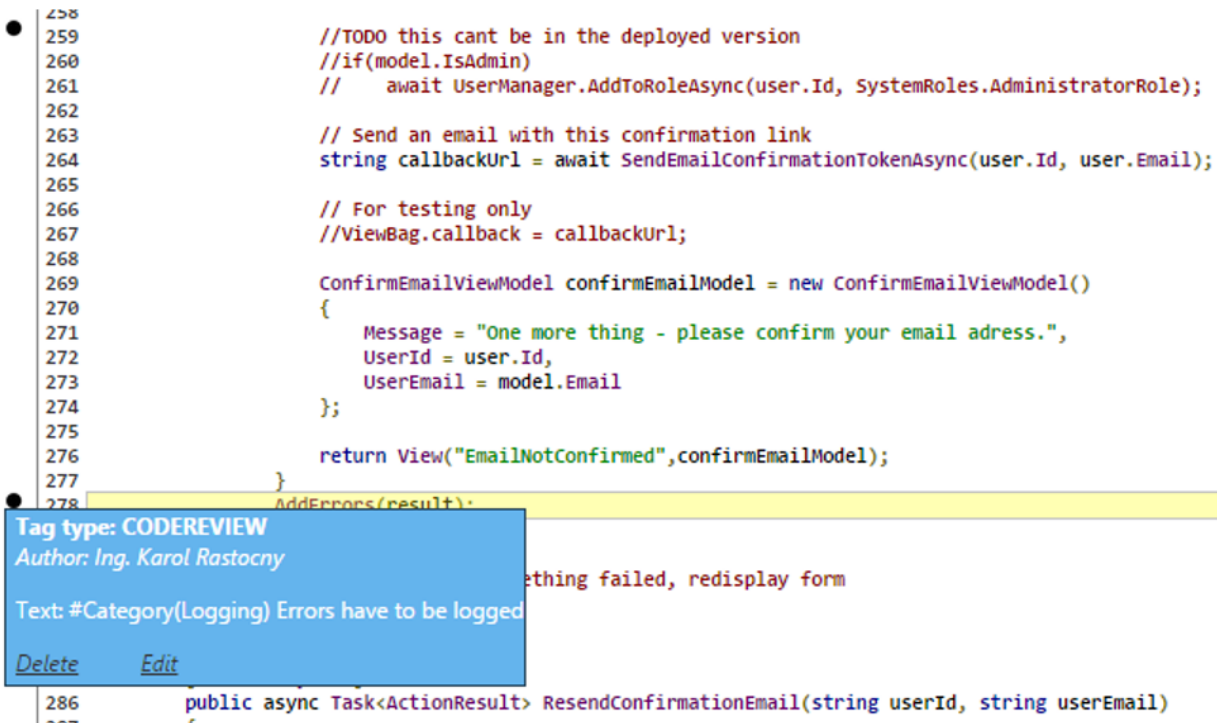 258
259 //TODO this cant be in the deployed version
260 //if(model.IsAdmin)
261 //    await UserManager.AddToRoleAsync(user.Id, SystemRoles.AdministratorRole);
262
263 // Send an email with this confirmation link
264 string callbackUrl = await SendEmailConfirmationTokenAsync(user.Id, user.Email);
265
266 // For testing only
267 //ViewBag.callback = callbackUrl;
268
269 ConfirmEmailViewModel confirmEmailModel = new ConfirmEmailViewModel()
270 {
271     Message = "One more thing - please confirm your email adress.",
272     UserId = user.Id,
273     UserEmail = model.Email
274 };
275
276 return View("EmailNotConfirmed",confirmEmailModel);
277 }
278 AddErrors(result);
Tag type: CODEREVIEW
Author: Ing. Karol Rastocny
ething failed, redisplay form
Text: #Category(Logging) Errors have to be logged
Delete Edit
286 public async Task<ActionResult> ResendConfirmationEmail(string userId, string userEmail)